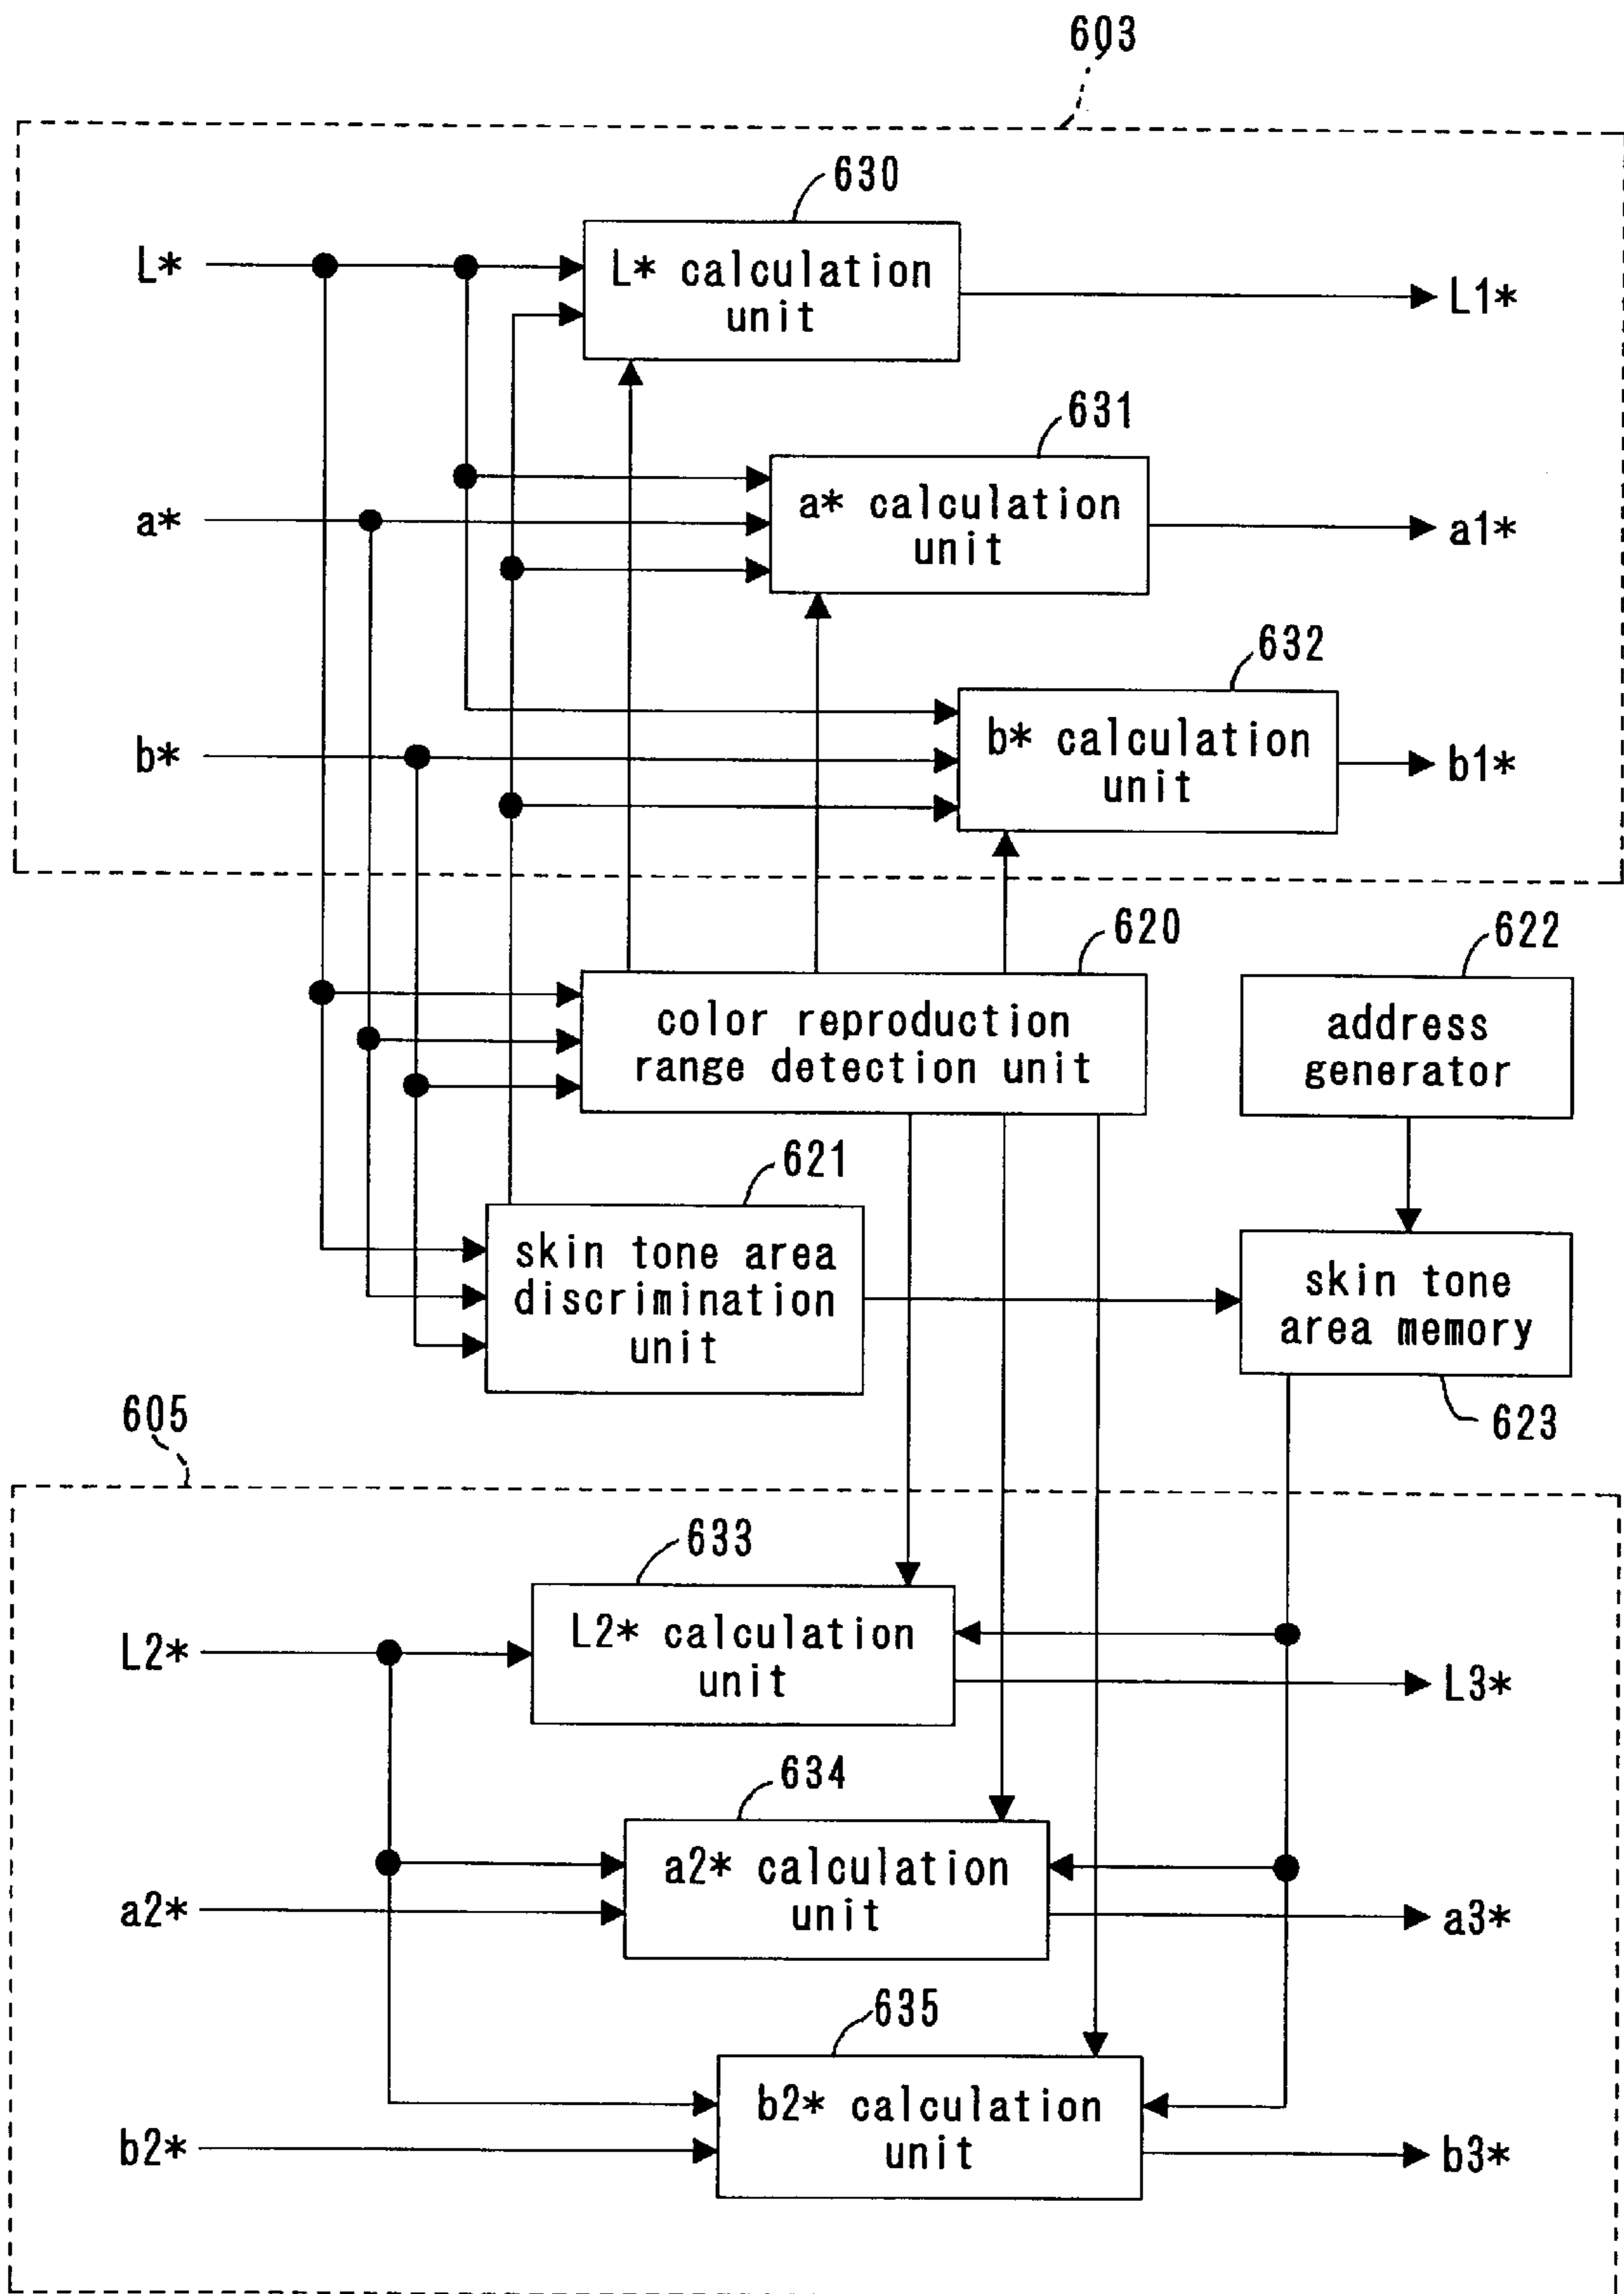 603
630
L*
L* calculation
unit
L1*
631
a*
a* calculation
unit
a1*
632
b*
b* calculation
unit
b1*
620
622
color reproduction
range detection unit
address
generator
621
skin tone area
discrimination
unit
skin tone
area memory
623
605
633
L2*
L2* calculation
unit
L3*
634
a2*
a2* calculation
unit
a3*
635
b2*
b2* calculation
unit
b3*